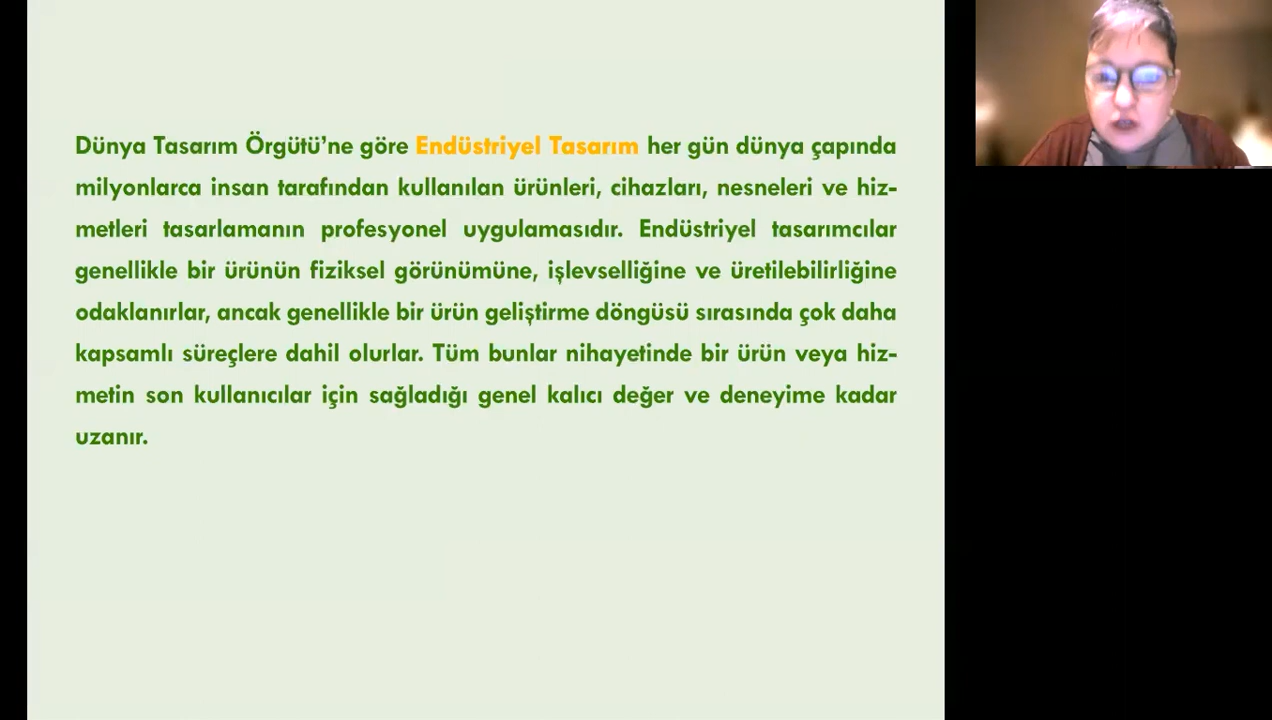 Dünya Tasarım Örgütü’ne göre Endüstriyel Tasarım her gün dünya çapında
milyonlarca insan tarafından kullanılan ürünleri, cihazları, nesneleri ve hiz-
metleri tasarlamanın profesyonel uygulamasıdır. Endüstriyel tasarımcılar
genellikle bir ürünün fiziksel görünümüne, işlevselliğine ve üretilebilirliğine
odaklanırlar, ancak genellikle bir ürün geliştirme döngüsü sırasında çok daha
kapsamlı süreçlere dahil olurlar. Tüm bunlar nihayetinde bir ürün veya hiz-
metin son kullanıcılar için sağladığı genel kalıcı değer ve deneyime kadar
uzanır.